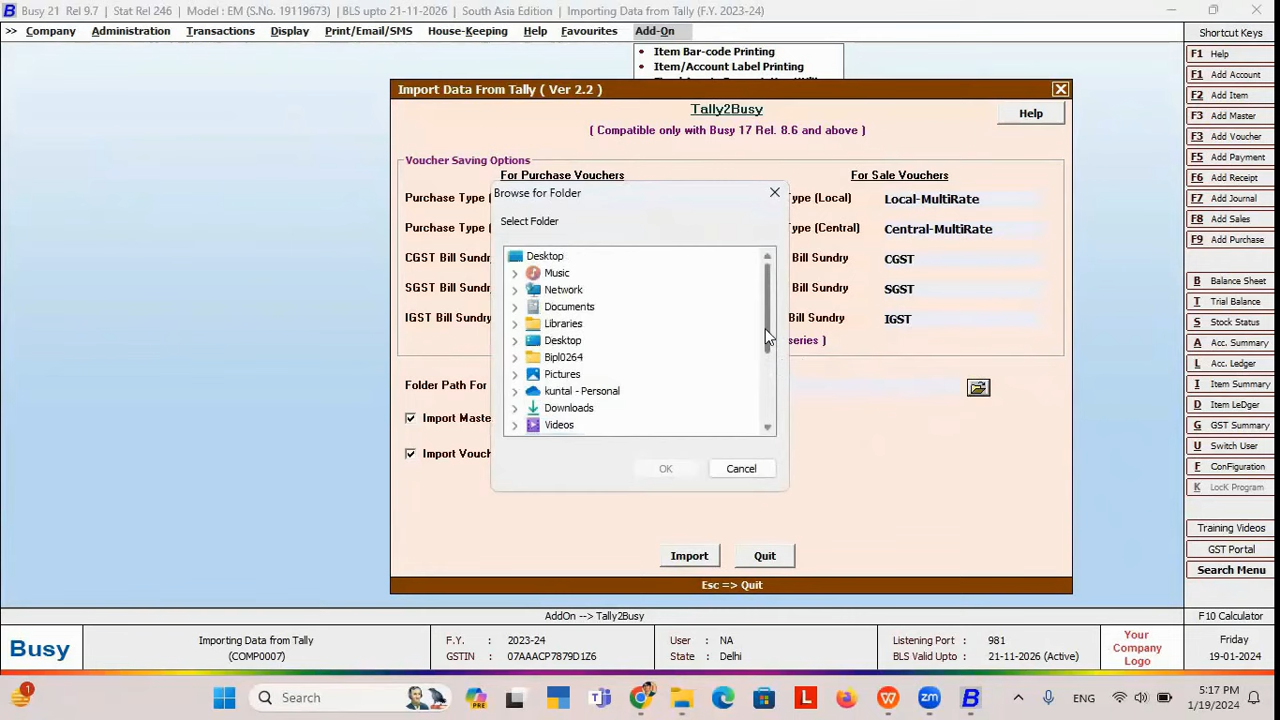 Busy 21 Rel 9.7 | Stat Rel 246 | Model : EM (S.No. 19119673) | BLS upto 21-11-2026 | South Asia Edition | Importing Data from Tally (F.Y. 2023-24)
>> Company Administration Transactions Display Print/Email/SMS House-Keeping Help Favourites Add-On
Shortcut Keys
• Item Bar-code Printing
• Item/Account Label Printing
Import Data From Tally ( Ver 2.2 )
Tally2Busy
Help
( Compatible only with Busy 17 Rel. 8.6 and above )
Voucher Saving Options
For Purchase Vouchers
For Sale Vouchers
Purchase Type (
ype (Local)
Local-MultiRate
Purchase Type (
ype (Central)
Central-MultiRate
CGST Bill Sundry
Bill Sundry
CGST
SGST Bill Sundry
Bill Sundry
SGST
IGST Bill Sundry
Bill Sundry
IGST
series )
Folder Path For
Import Maste
Import Vouch
Browse for Folder
Select Folder
Desktop
Music
Network
Documents
Libraries
Desktop
Bipl0264
Pictures
kuntal - Personal
Downloads
Videos
OK
Cancel
Import
Quit
Esc => Quit
F1 Help
F1 Add Account
F2 Add Item
F3 Add Master
F3 Add Voucher
F5 Add Payment
F6 Add Receipt
F7 Add Journal
F8 Add Sales
F9 Add Purchase
B Balance Sheet
T Trial Balance
S Stock Status
A Acc. Summary
L Acc. Ledger
I Item Summary
D Item LeDger
G GST Summary
U Switch User
F ConFiguration
K LocK Program
Training Videos
GST Portal
Search Menu
AddOn --> Tally2Busy
F10 Calculator
Busy
Importing Data from Tally
(COMP0007)
F.Y. : 2023-24
GSTIN : 07AAACP7879D1Z6
User : NA
State : Delhi
Listening Port : 981
BLS Valid Upto : 21-11-2026 (Active)
Your
Company
Logo
Friday
19-01-2024
1
Search
PRE
L
W
zm
B
ENG
5:17 PM
1/19/2024